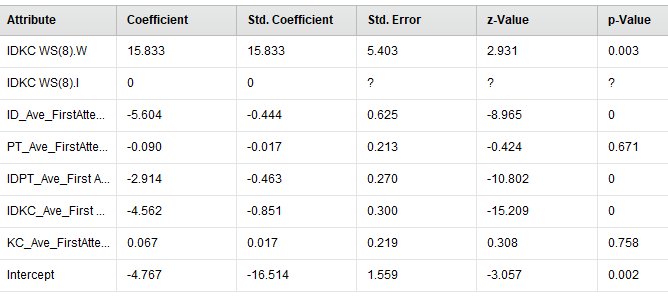 Attribute Coefficient Std. Coefficient Std. Error z-Value p-Value
IDKC WS(8).W 15.833 15.833 5.403 2.931 0.003
IDKC WS(8).I 0 0 ? ? ?
ID_Ave_FirstAtte... -5.604 -0.444 0.625 -8.965 0
PT_Ave_FirstAtte... -0.090 -0.017 0.213 -0.424 0.671
IDPT_Ave_First A... -2.914 -0.463 0.270 -10.802 0
IDKC_Ave_First ... -4.562 -0.851 0.300 -15.209 0
KC_Ave_FirstAtte... 0.067 0.017 0.219 0.308 0.758
Intercept -4.767 -16.514 1.559 -3.057 0.002